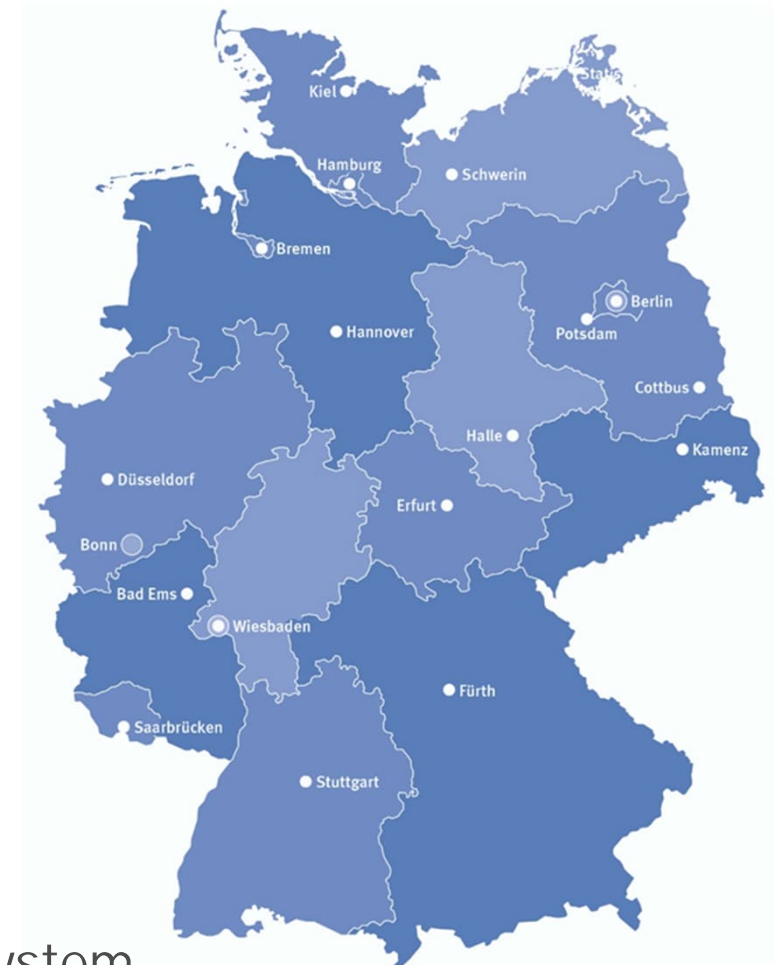 Statis
Kiel
Hamburg
Schwerin
Bremen
Berlin
Hannover
Potsdam
Cottbus
Halle
Kamenz
Düsseldorf
Erfurt
Bonn
Bad Ems
Wiesbaden
Fürth
Saarbrücken
Stuttgart